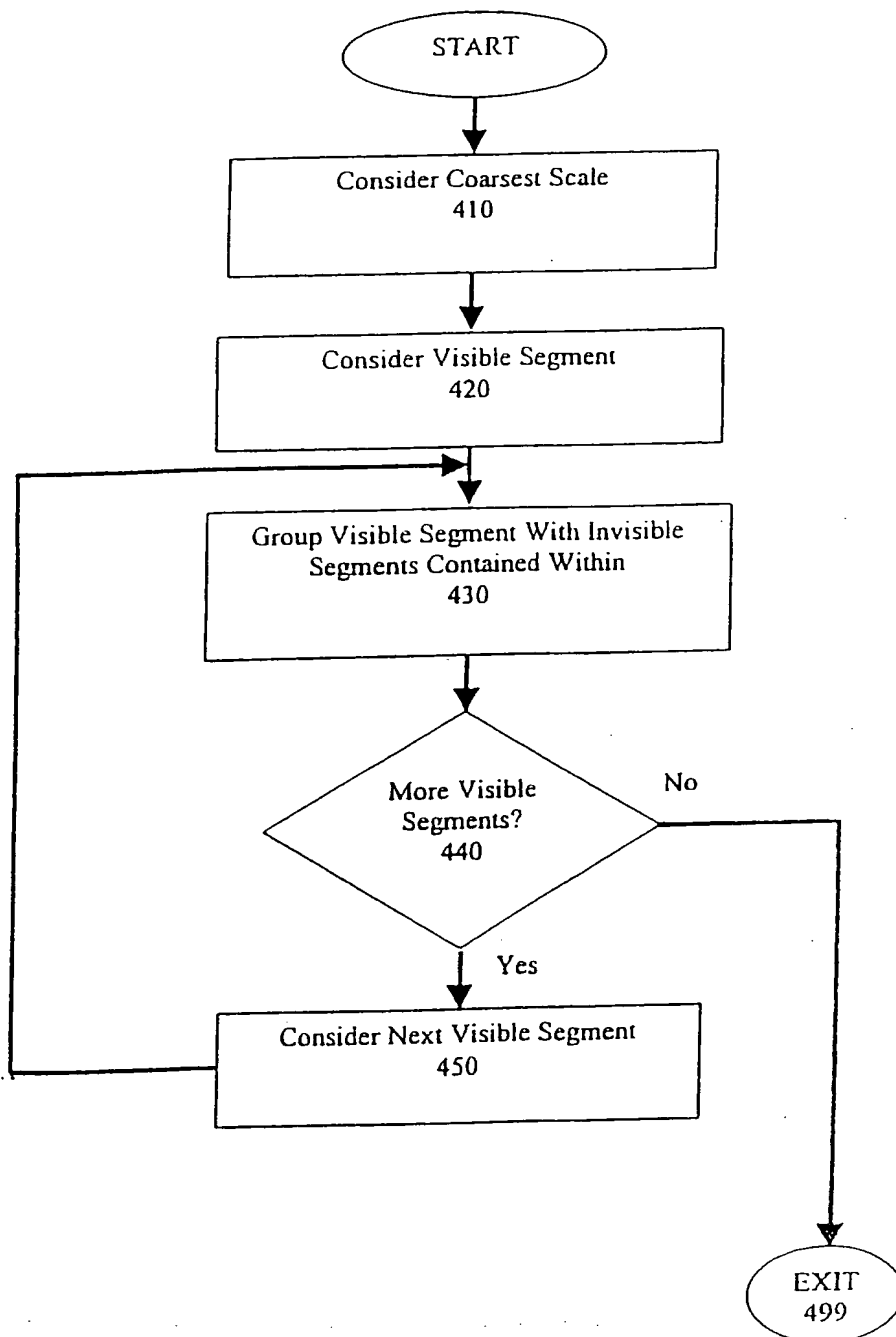 START
Consider Coarsest Scale
410
Consider Visible Segment
420
Group Visible Segment With Invisible
Segments Contained Within
430
More Visible
Segments?
440
No
Yes
Consider Next Visible Segment
450
EXIT
499